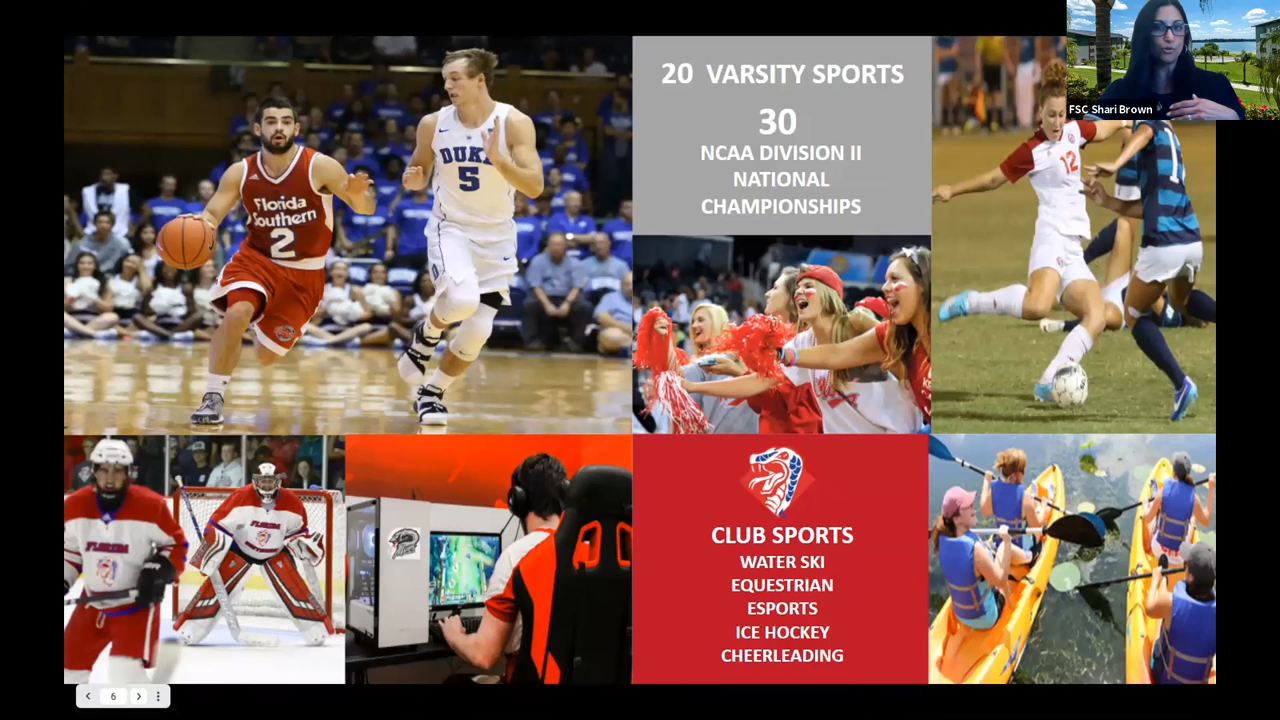 20 VARSITY SPORTS
30
NCAA DIVISION II
NATIONAL
CHAMPIONSHIPS
FSC Shari Brown
Florida
Southern
2
DUKE
5
12
FLORIDA
FLORIDA
CLUB SPORTS
WATER SKI
EQUESTRIAN
ESPORTS
ICE HOCKEY
CHEERLEADING
6